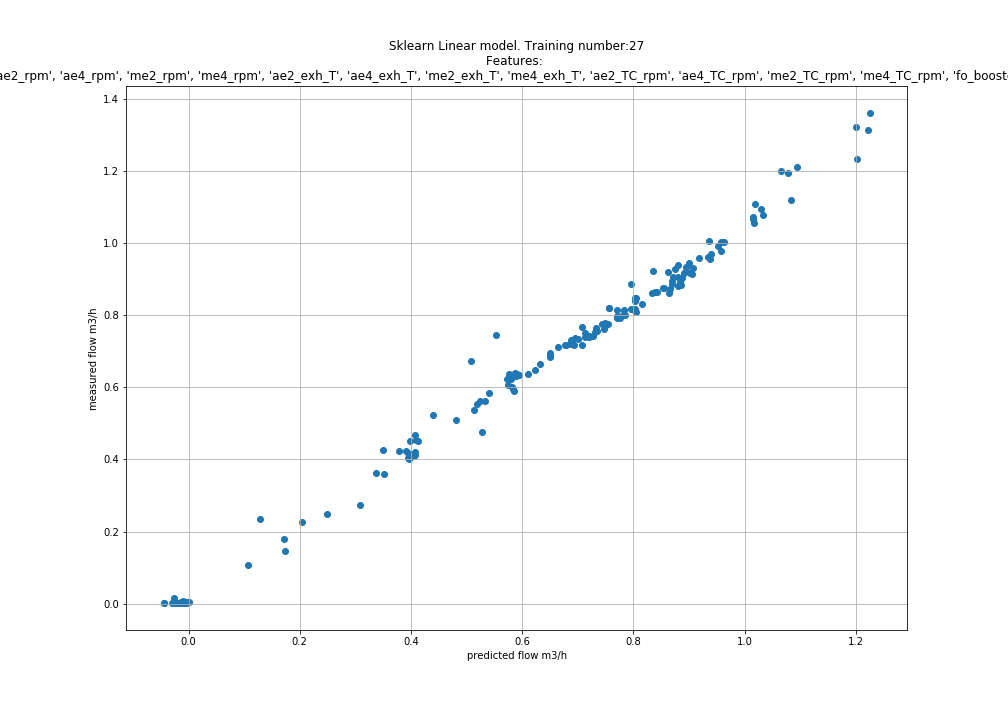 Sklearn Linear model. Training number:27
Features:
ae2_rpm', 'ae4_rpm', 'me2_rpm', 'me4_rpm', 'ae2_exh_T', 'ae4_exh_T', 'me2_exh_T', 'me4_exh_T', 'ae2_TC_rpm', 'ae4_TC_rpm', 'me2_TC_rpm', 'me4_TC_rpm', 'fo_booste
1.4
1.2
1.0
0.8
0.6
0.4
0.2
0.0
measured flow m3/h
0.0 0.2 0.4 0.6 0.8 1.0 1.2
predicted flow m3/h